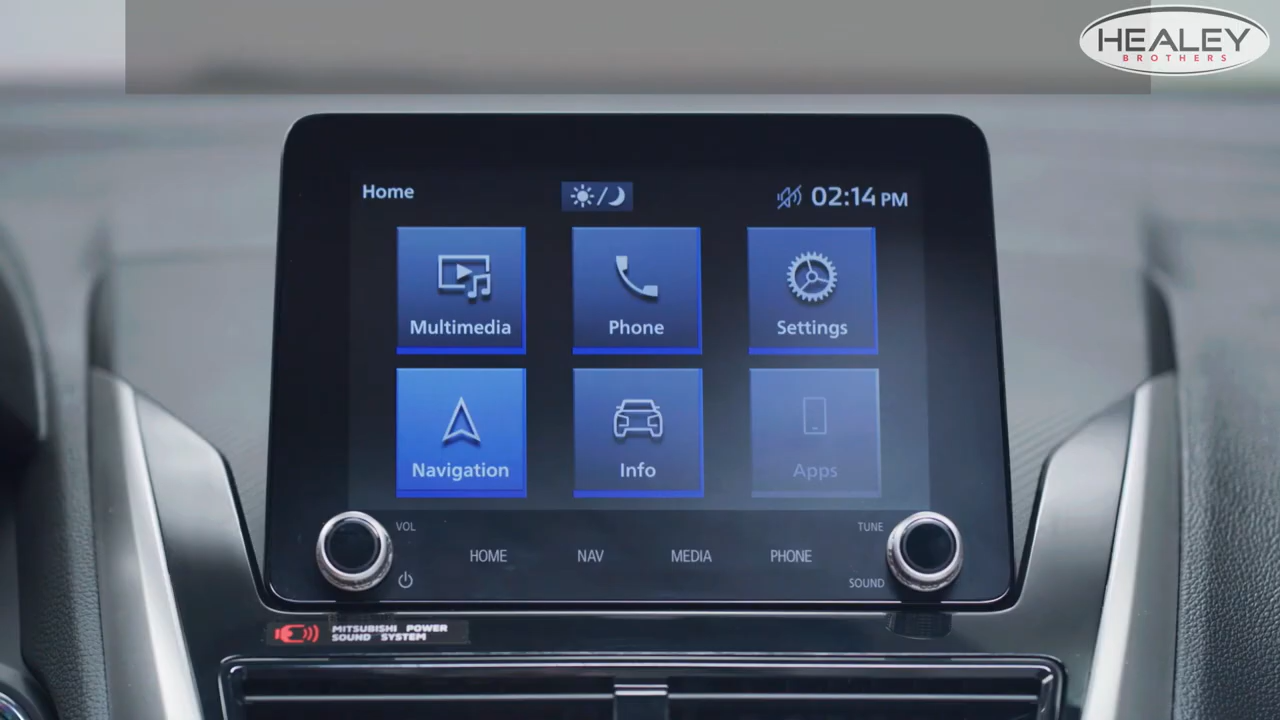 HEALEY
BROTHERS
Home
02:14 PM
Multimedia
Phone
Settings
Navigation
Info
Apps
VOL
TUNE
HOME
NAV
MEDIA
PHONE
SOUND
MITSUBISHI POWER
SOUND SYSTEM